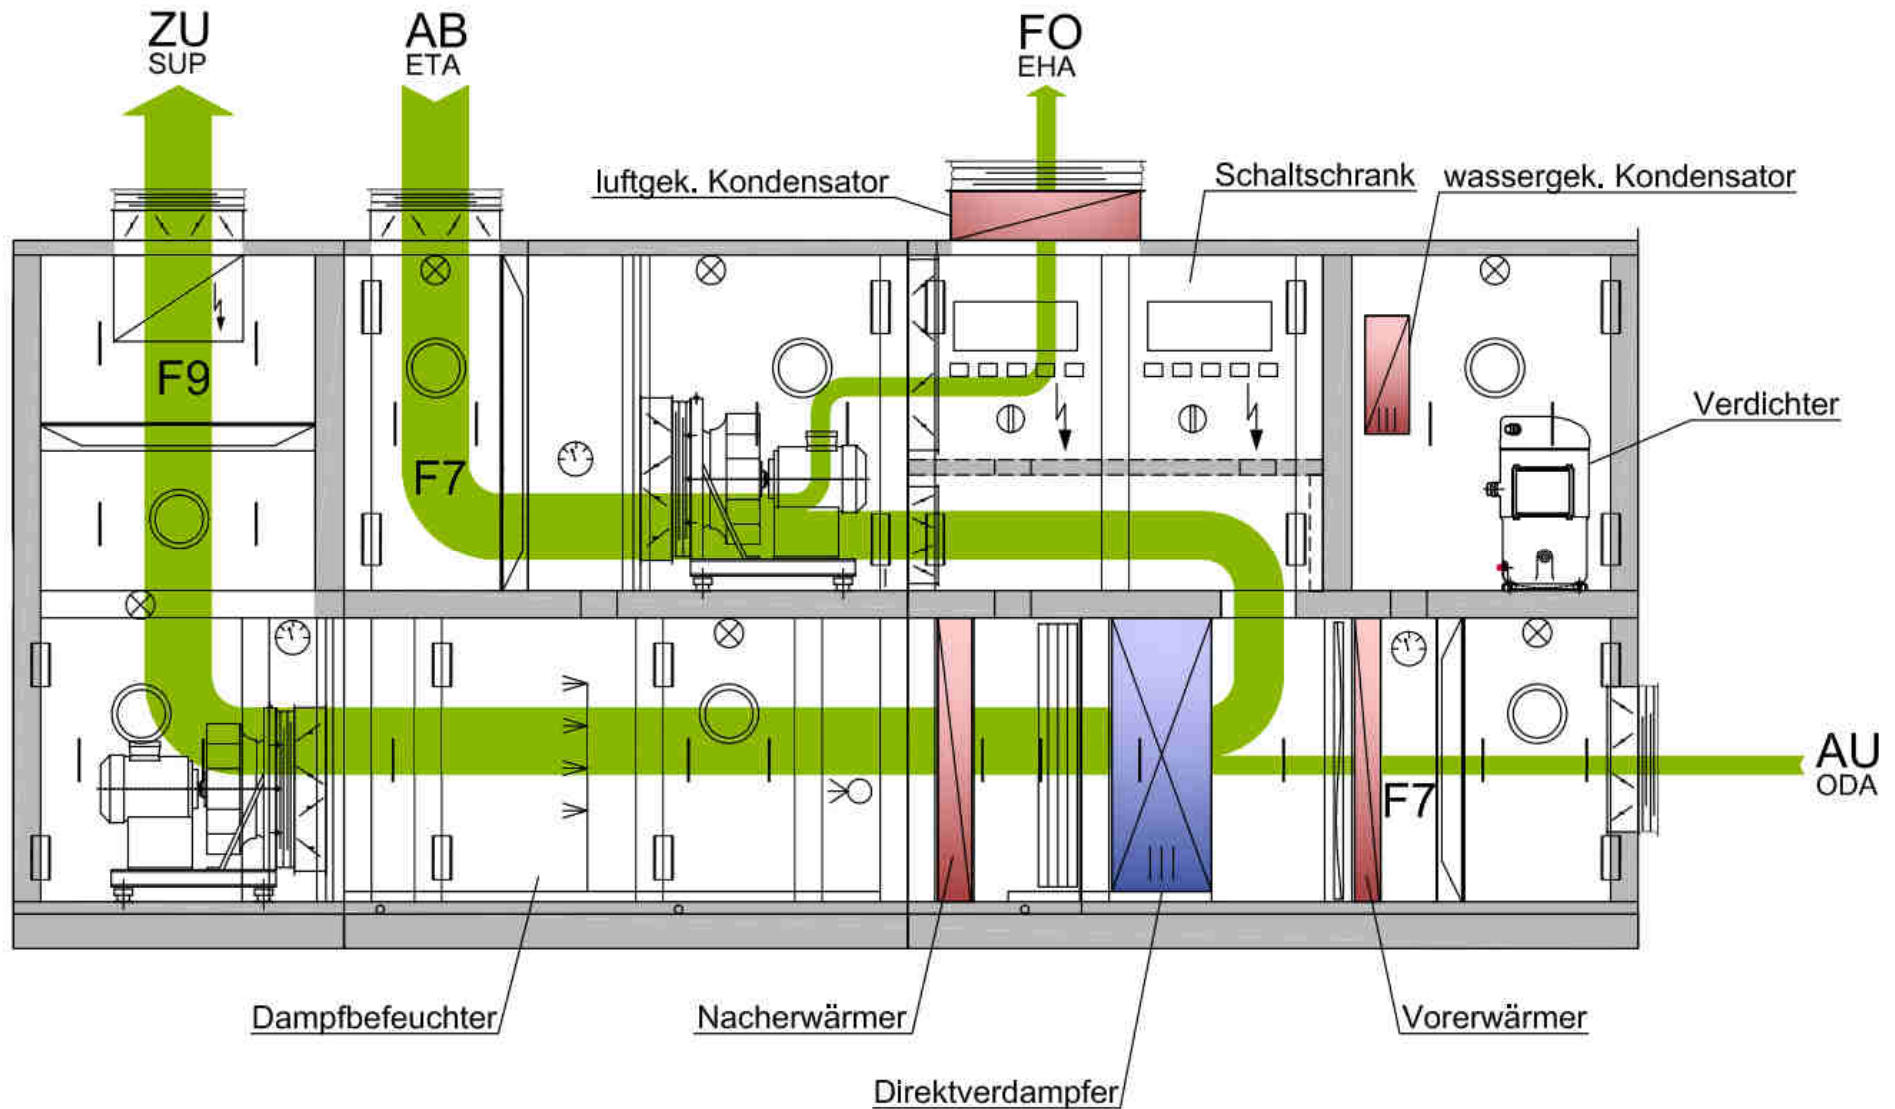 ZU
SUP
AB
ETA
FO
EHA
luftgek. Kondensator
Schaltschrank
wassergek. Kondensator
Verdichter
F9
F7
F7
AU
ODA
Dampfbefeuchter
Nacherwärmer
Vorerwärmer
Direktverdampfer